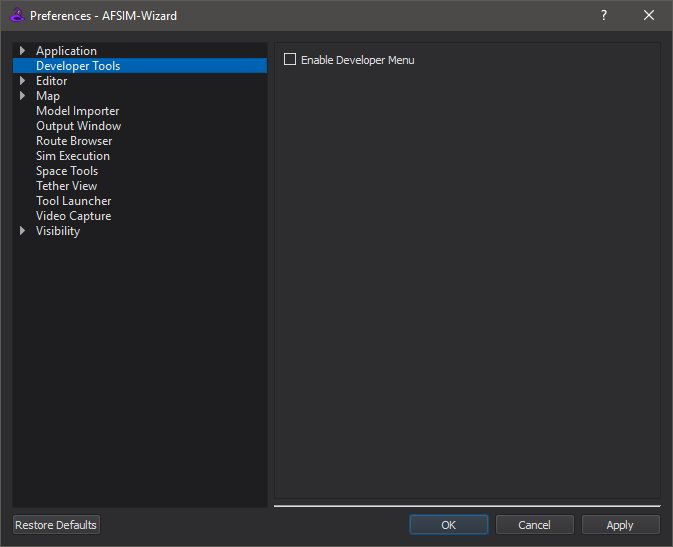 Preferences - AFSIM-Wizard
?
Application
Developer Tools
Editor
Map
Model Importer
Output Window
Route Browser
Sim Execution
Space Tools
Tether View
Tool Launcher
Video Capture
Visibility
Enable Developer Menu
Restore Defaults
OK
Cancel
Apply